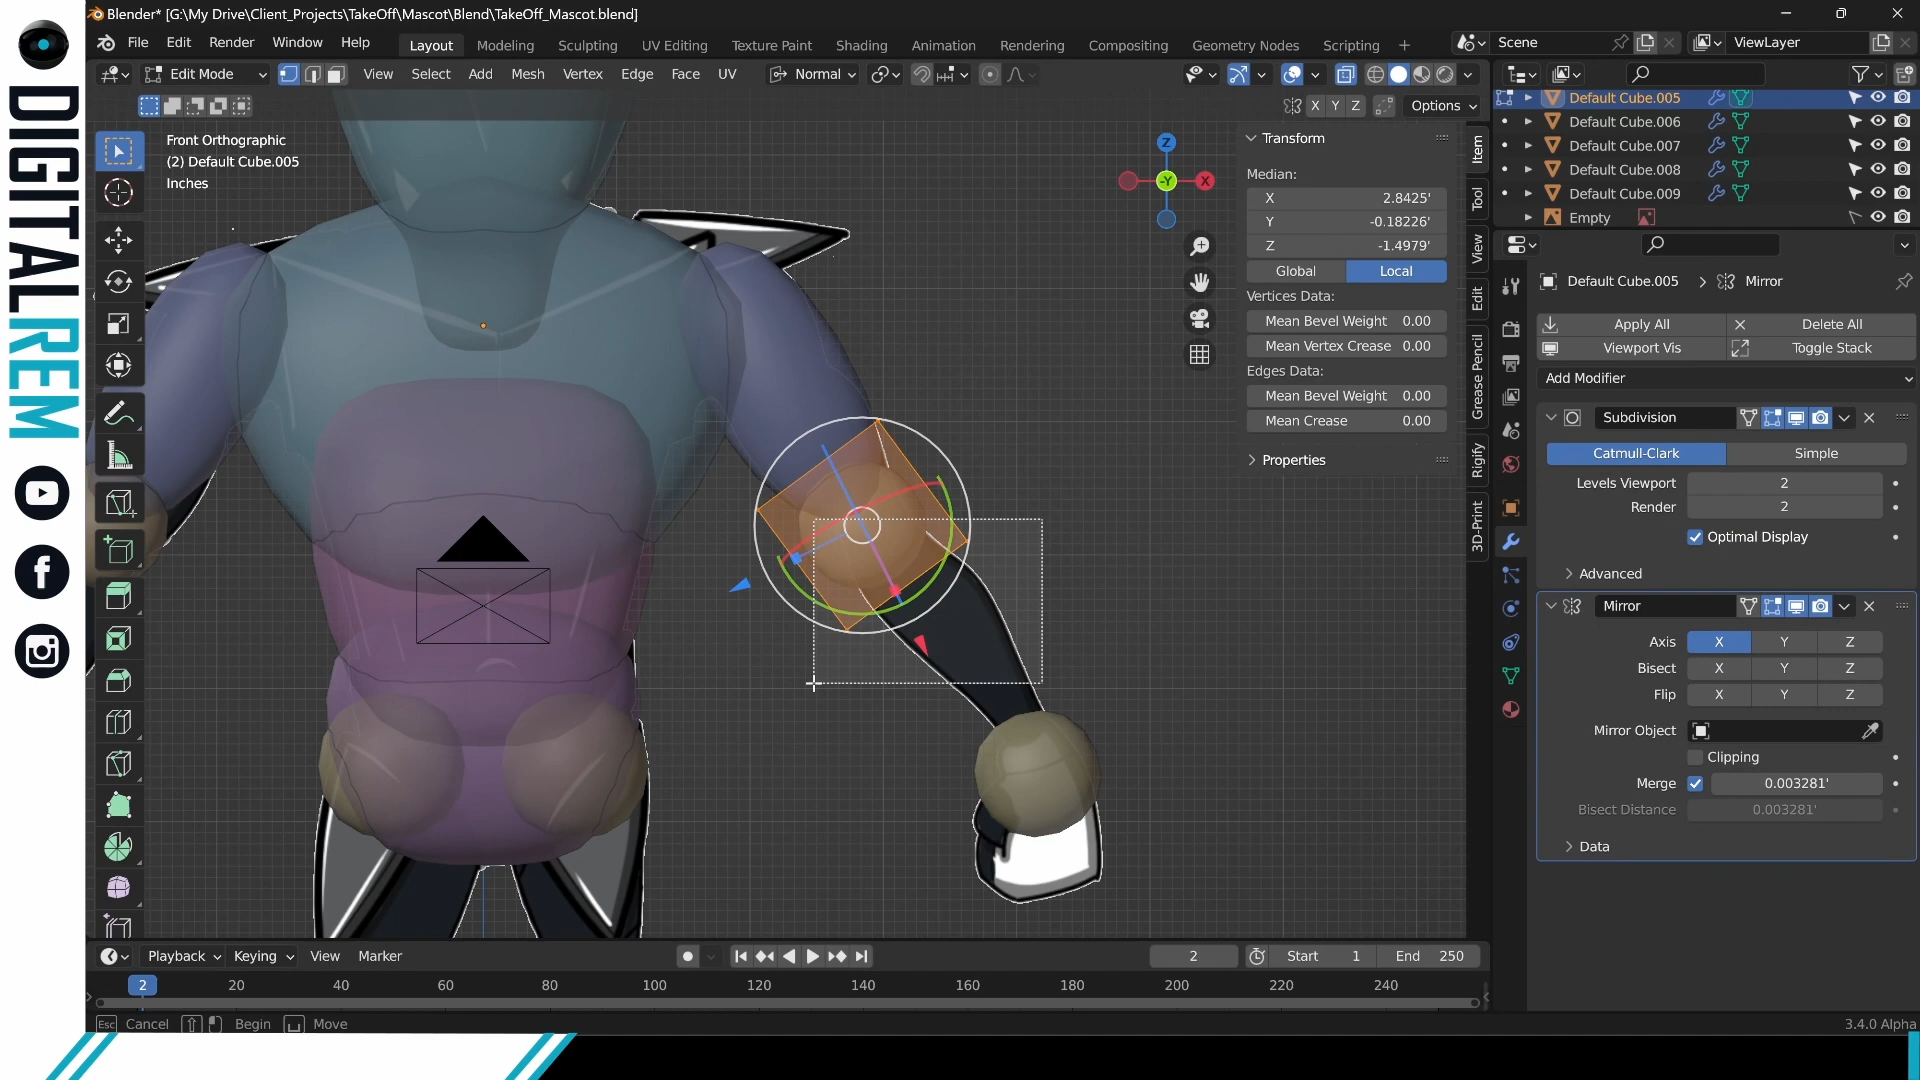 DIGITALREM
Blender* [G:\My Drive\Client_Projects\TakeOff\Mascot\Blend\TakeOff_Mascot.blend]
File Edit Render Window Help
Layout Modeling Sculpting UV Editing Texture Paint Shading Animation Rendering Compositing Geometry Nodes Scripting +
Scene
ViewLayer
Edit Mode
View Select Add Mesh Vertex Edge Face UV
Normal
X Y Z
Options
Front Orthographic
(2) Default Cube.005
Inches
Z
-Y
X
Transform
Median:
X 2.8425'
Y -0.18226'
Z -1.4979'
Global Local
Vertices Data:
Mean Bevel Weight 0.00
Mean Vertex Crease 0.00
Edges Data:
Mean Bevel Weight 0.00
Mean Crease 0.00
Properties
Item
Tool
View
Edit
Grease Pencil
Rigify
3D-Print
Default Cube.005
Default Cube.006
Default Cube.007
Default Cube.008
Default Cube.009
Empty
Default Cube.005 > Mirror
Apply All Delete All
Viewport Vis Toggle Stack
Add Modifier
Subdivision
Catmull-Clark Simple
Levels Viewport 2
Render 2
Optimal Display
Advanced
Mirror
Axis X Y Z
Bisect X Y Z
Flip X Y Z
Mirror Object
Clipping
Merge 0.003281'
Bisect Distance 0.003281'
Data
Playback Keying View Marker
2
Start 1
End 250
2 20 40 60 80 100 120 140 160 180 200 220 240
Esc Cancel Begin Move
3.4.0 Alpha